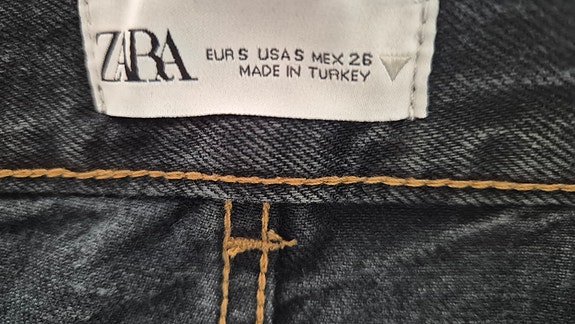 ZARA
EUR S USA S MEX 26
MADE IN TURKEY